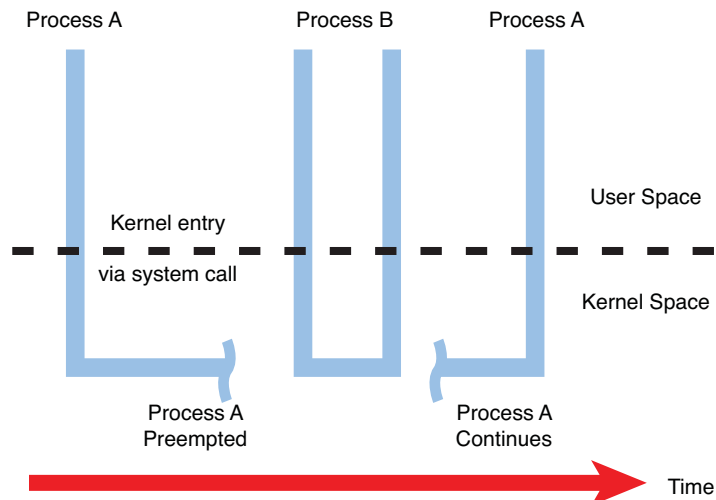 Process A
Process B
Process A
User Space
Kernel entry
via system call
Kernel Space
Process A
Preempted
Process A
Continues
Time